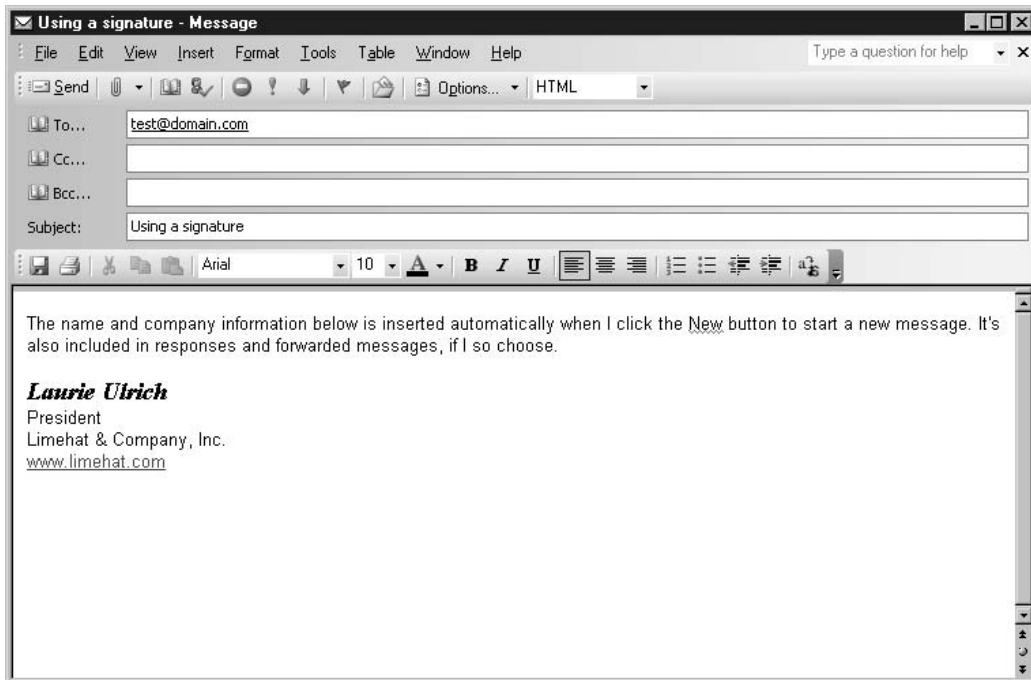 Using a signature - Message
File Edit View Insert Format Tools Table Window Help Type a question for help
Send Options... HTML
To... test@domain.com
Cc...
Bcc...
Subject: Using a signature
Arial 10 A B I U
The name and company information below is inserted automatically when I click the New button to start a new message. It's
also included in responses and forwarded messages, if I so choose.
Laurie Ulrich
President
Limehat & Company, Inc.
www.limehat.com